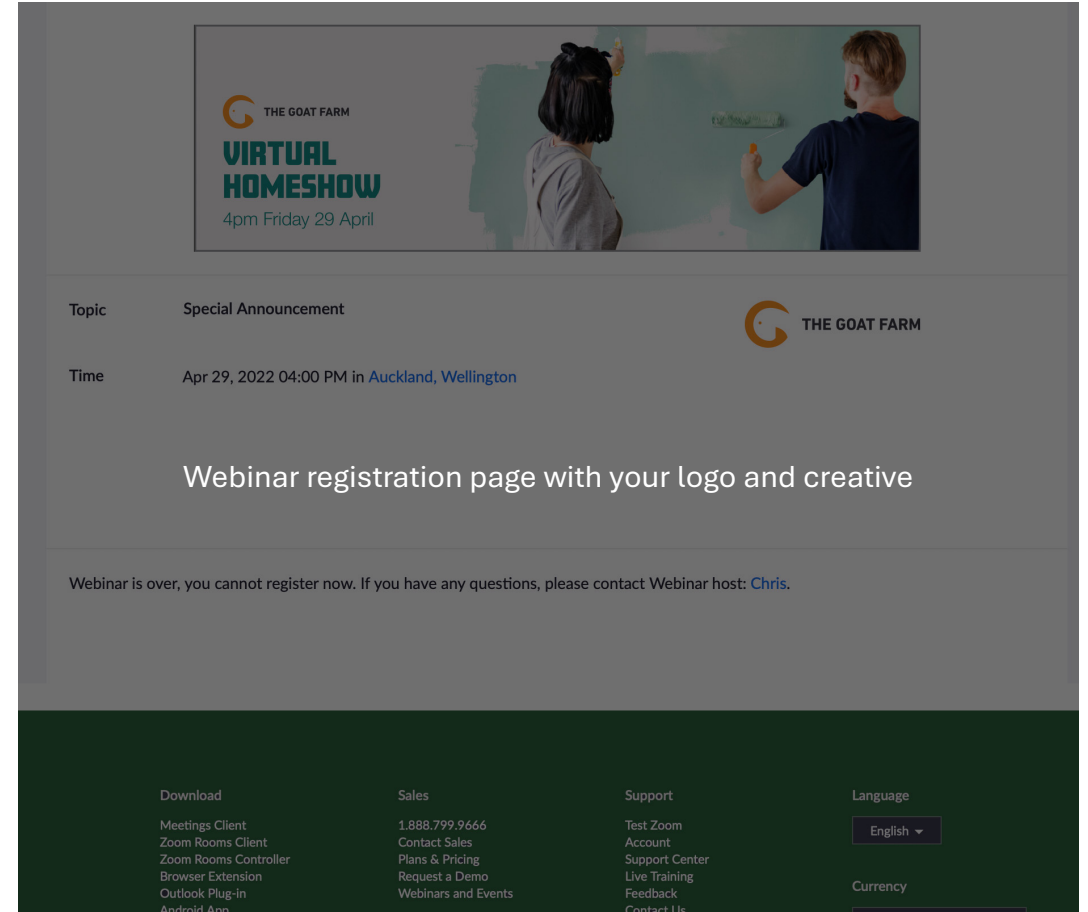 THE GOAT FARM
VIRTUAL
HOMESHOW
4pm Friday 29 April
Topic
Special Announcement
THE GOAT FARM
Time
Apr 29, 2022 04:00 PM in Auckland, Wellington
Webinar registration page with your logo and creative
Webinar is over, you cannot register now. If you have any questions, please contact Webinar host: Chris.
Download
Meetings Client
Zoom Rooms Client
Zoom Rooms Controller
Browser Extension
Outlook Plug-in
Android App
Sales
1.888.799.9666
Contact Sales
Plans & Pricing
Request a Demo
Webinars and Events
Support
Test Zoom
Account
Support Center
Live Training
Feedback
Contact Us
Language
English
Currency